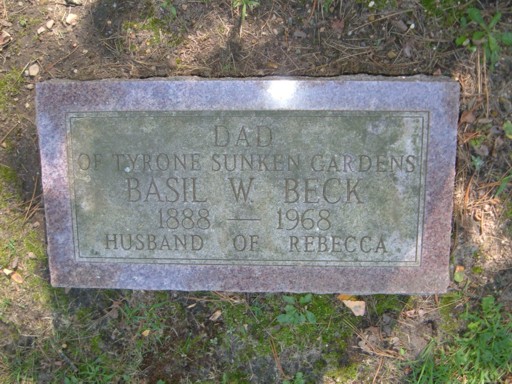 DAD
OF TYRONE SUNKEN GARDENS
BASIL W. BECK
1888 — 1968
HUSBAND OF REBECCA